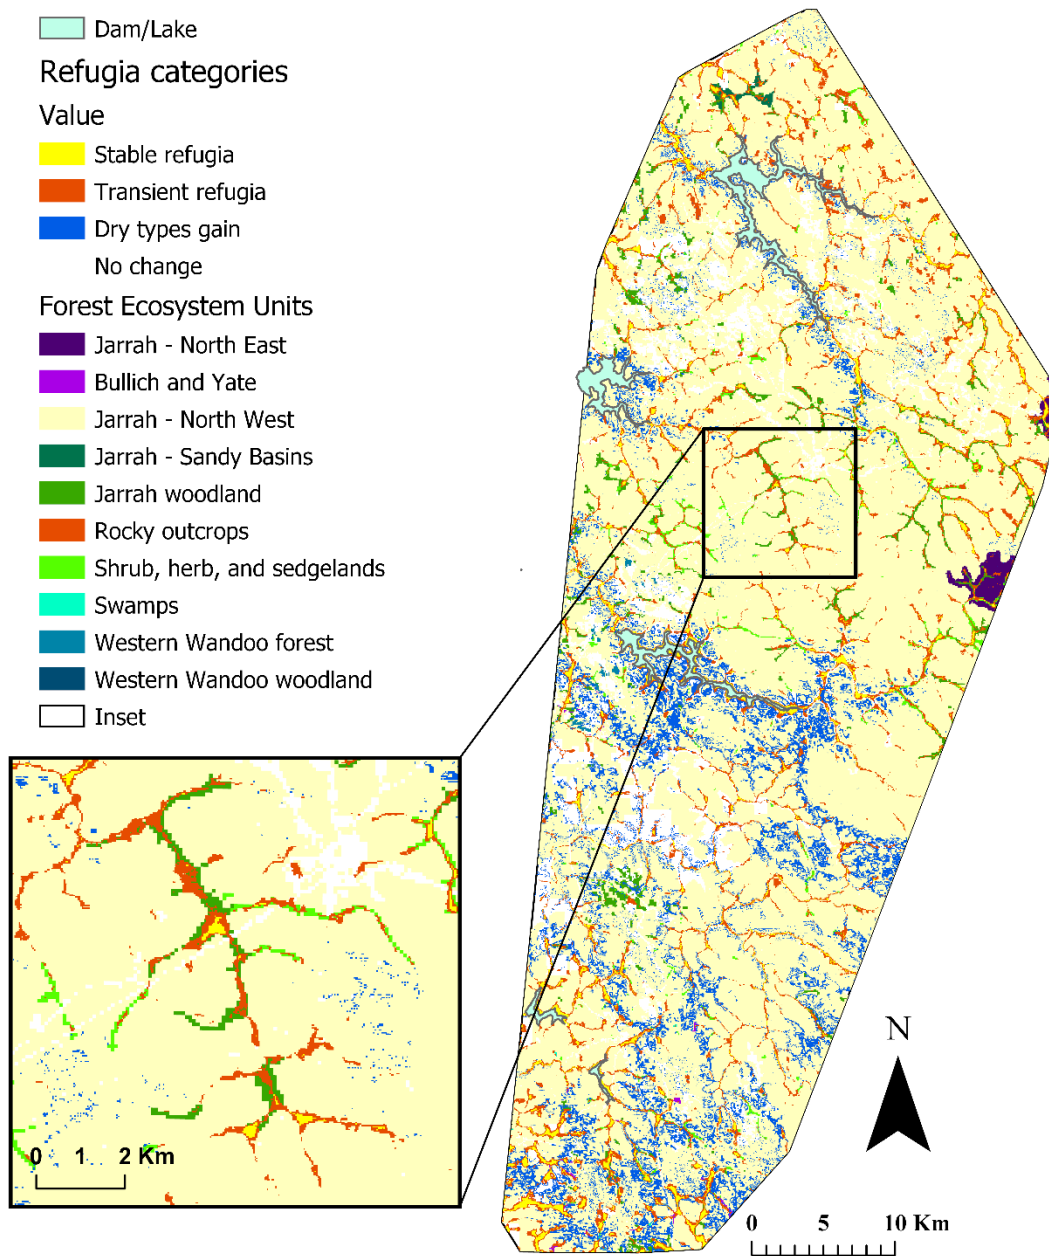 Dam/Lake
Refugia categories
Value
Stable refugia
Transient refugia
Dry types gain
No change
Forest Ecosystem Units
Jarrah - North East
Bullich and Yate
Jarrah - North West
Jarrah - Sandy Basins
Jarrah woodland
Rocky outcrops
Shrub, herb, and sedgelands
Swamps
Western Wandoo forest
Western Wandoo woodland
Inset
0 1 2 Km
N
0 5 10 Km